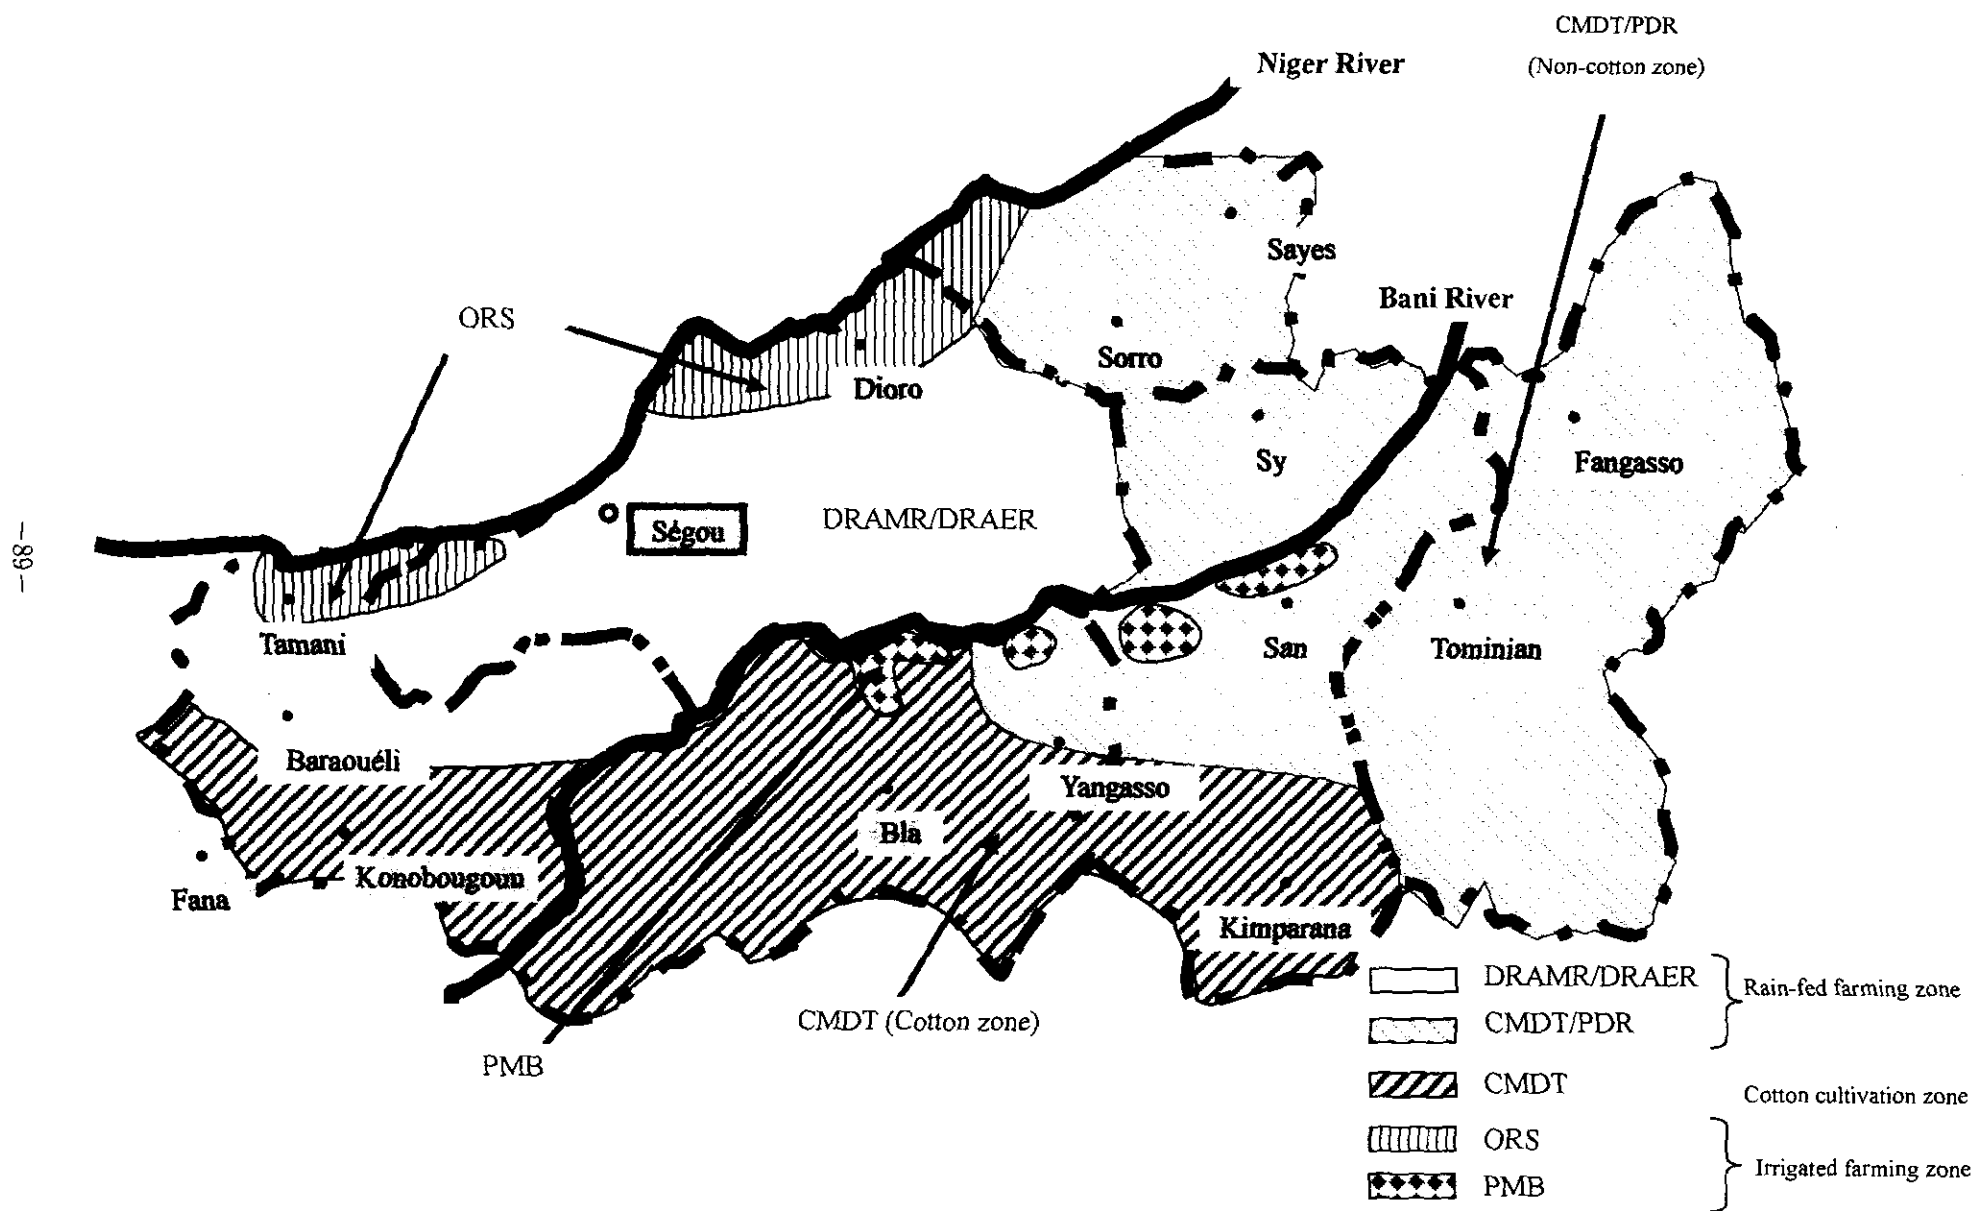 CMDT/PDR
(Non-cotton zone)
Niger River
Sayes
Bani River
ORS
Sorro
Dioro
Sy
Fangasso
Ségou
DRAMR/DRAER
Tamani
San
Tominian
Baraouéli
Yangasso
Bla
Konobougoun
Fana
Kimparana
CMDT (Cotton zone)
PMB
DRAMR/DRAER
Rain-fed farming zone
CMDT/PDR
CMDT
Cotton cultivation zone
ORS
Irrigated farming zone
PMB
-89-